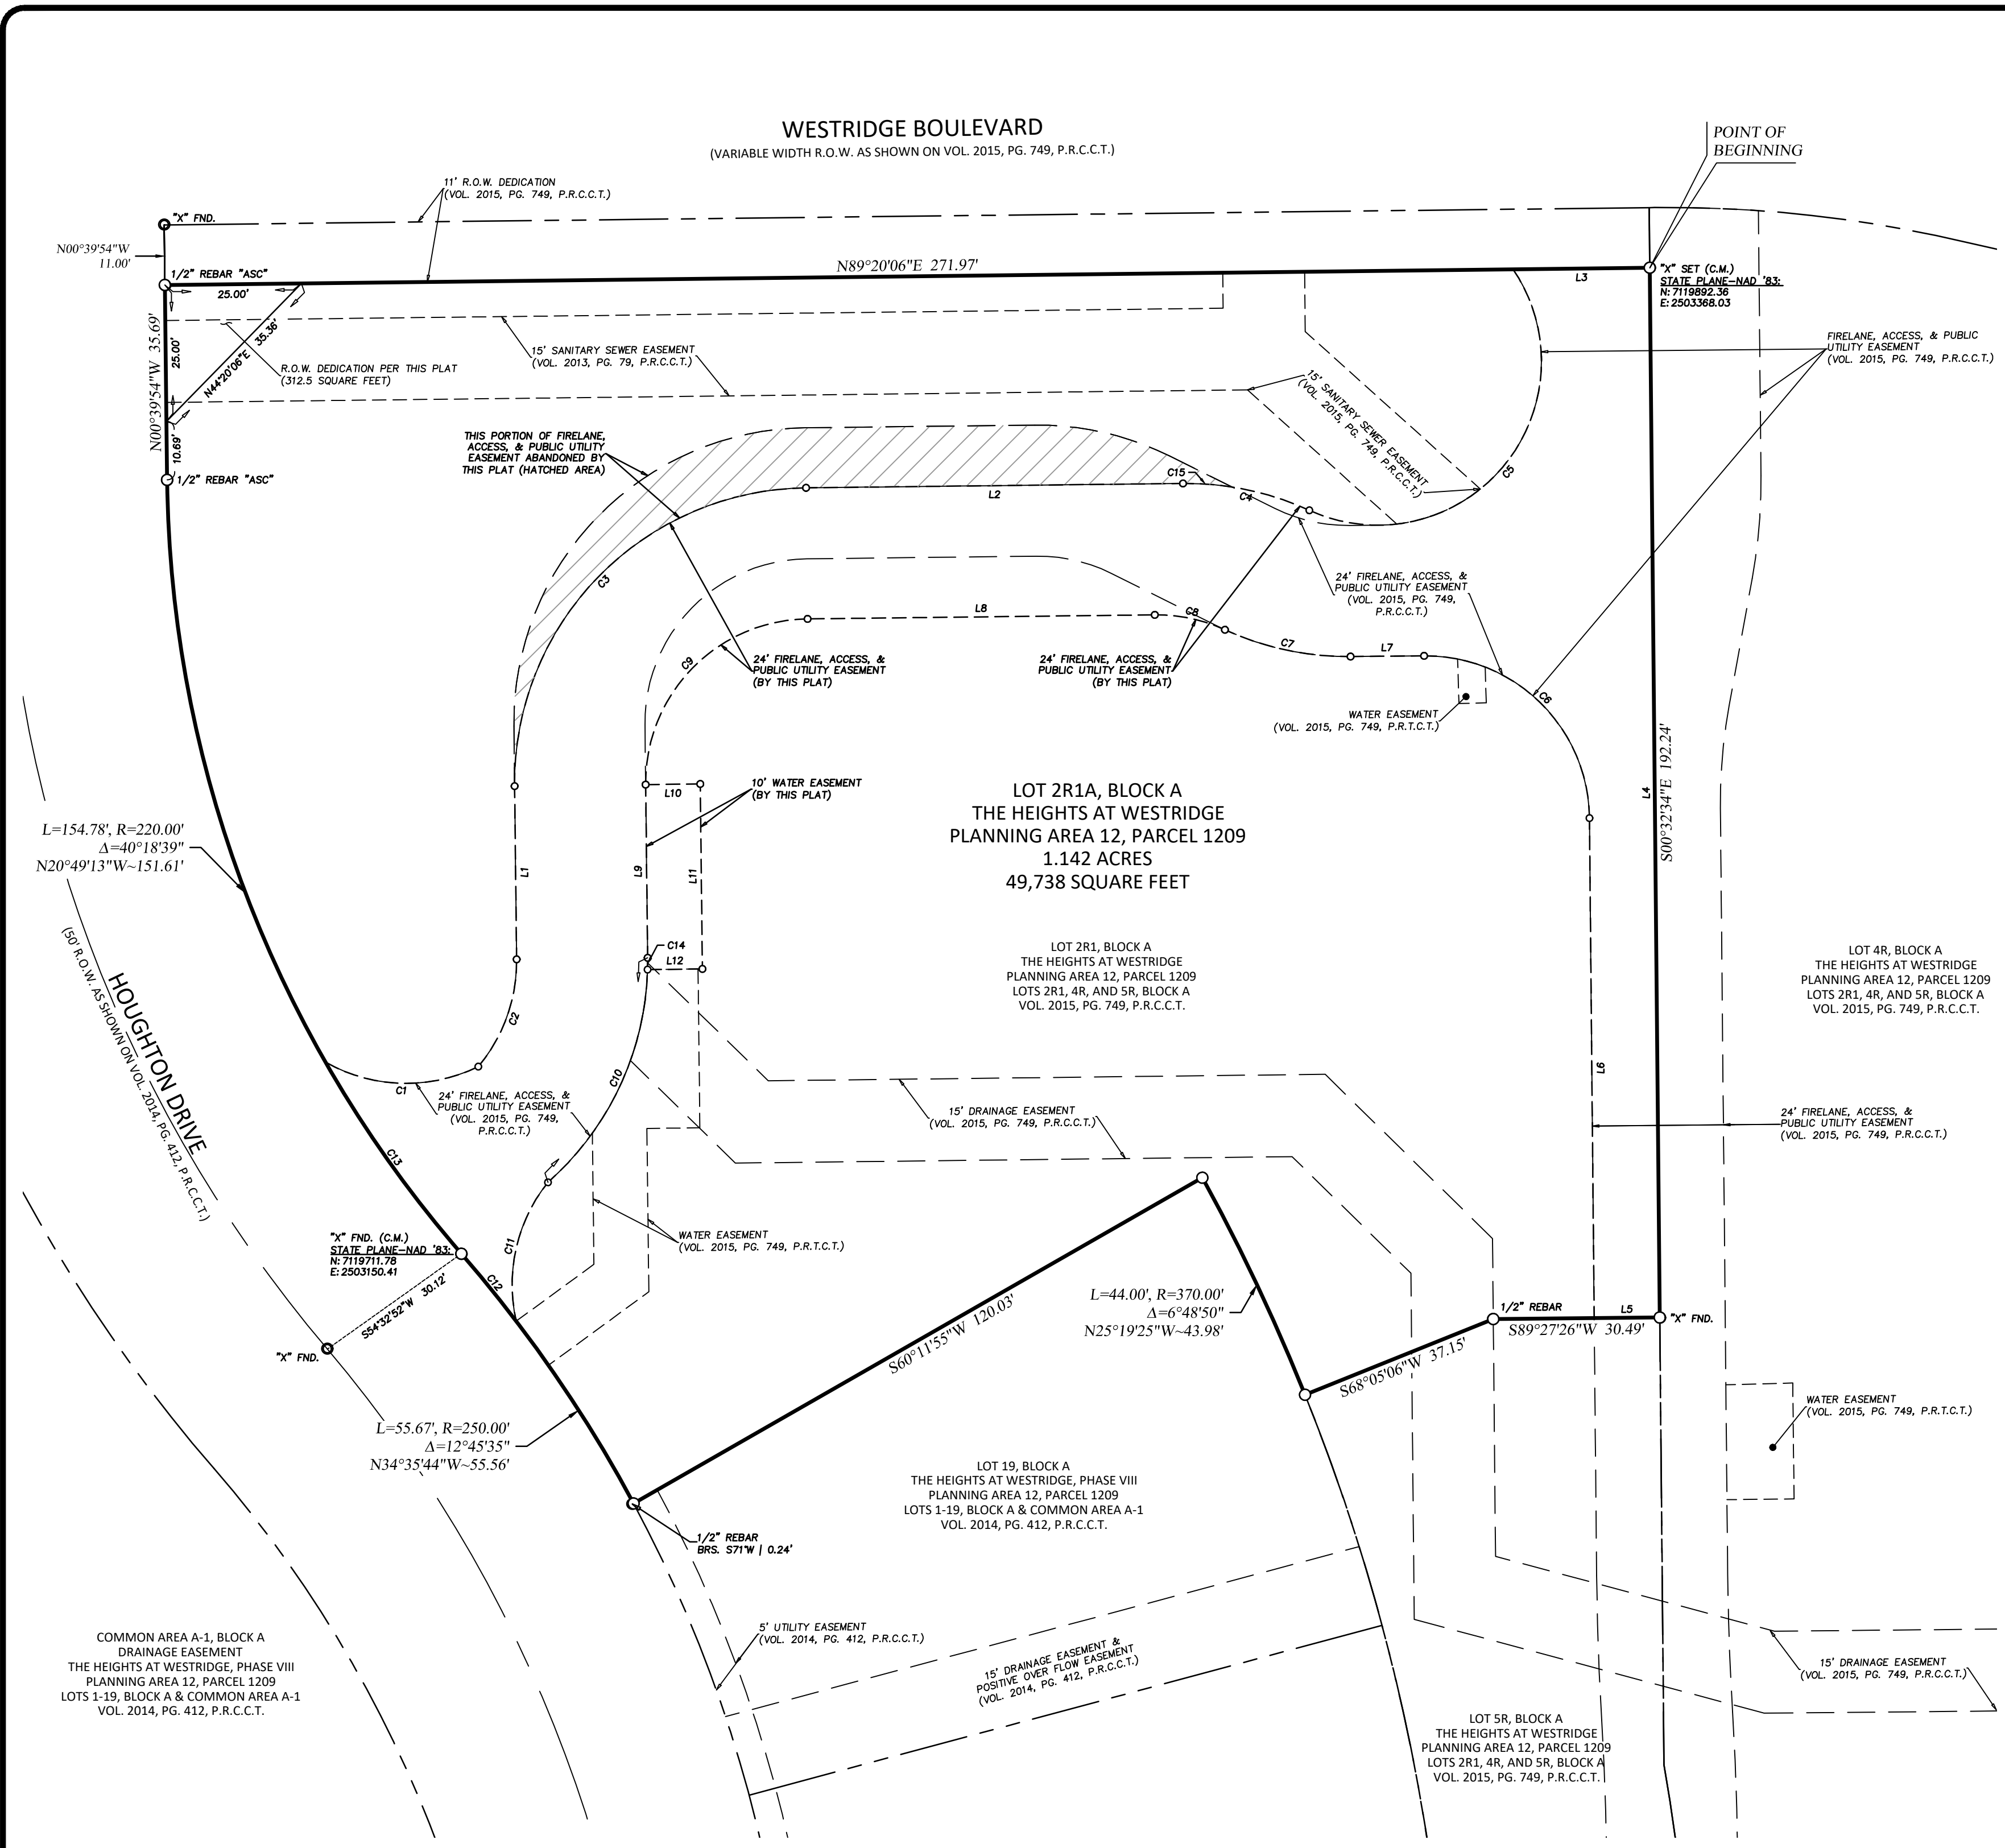 WESTRIDGE BOULEVARD
(VARIABLE WIDTH R.O.W. AS SHOWN ON VOL. 2015, PG. 749, P.R.C.C.T.)
POINT OF
BEGINNING
11' R.O.W. DEDICATION
(VOL. 2015, PG. 749, P.R.C.C.T.)
"X" FND.
N00°39'54"W
11.00'
1/2" REBAR "ASC"
25.00'
N89°20'06"E 271.97'
L3
"X" SET (C.M.)
STATE PLANE-NAD '83:
N: 7119892.36
E: 2503368.03
N00°39'54"W 35.69'
25.00'
N44°20'06"E 35.36'
R.O.W. DEDICATION PER THIS PLAT
(312.5 SQUARE FEET)
15' SANITARY SEWER EASEMENT
(VOL. 2013, PG. 79, P.R.C.C.T.)
FIRELANE, ACCESS, & PUBLIC
UTILITY EASEMENT
(VOL. 2015, PG. 749, P.R.C.C.T.)
15' SANITARY SEWER EASEMENT
(VOL. 2015, PG. 749, P.R.C.C.T.)
10.69'
1/2" REBAR "ASC"
THIS PORTION OF FIRELANE,
ACCESS, & PUBLIC UTILITY
EASEMENT ABANDONED BY
THIS PLAT (HATCHED AREA)
C15
L2
C4
C5
C3
24' FIRELANE, ACCESS, &
PUBLIC UTILITY EASEMENT
(VOL. 2015, PG. 749,
P.R.C.C.T.)
L8
C8
C7
L7
C9
24' FIRELANE, ACCESS, &
PUBLIC UTILITY EASEMENT
(BY THIS PLAT)
24' FIRELANE, ACCESS, &
PUBLIC UTILITY EASEMENT
(BY THIS PLAT)
C6
WATER EASEMENT
(VOL. 2015, PG. 749, P.R.T.C.T.)
S00°32'34"E 192.24'
L4
10' WATER EASEMENT
(BY THIS PLAT)
L10
LOT 2R1A, BLOCK A
THE HEIGHTS AT WESTRIDGE
PLANNING AREA 12, PARCEL 1209
1.142 ACRES
49,738 SQUARE FEET
L=154.78', R=220.00'
Δ=40°18'39"
N20°49'13"W~151.61'
L1
L9
L11
C14
L12
LOT 2R1, BLOCK A
THE HEIGHTS AT WESTRIDGE
PLANNING AREA 12, PARCEL 1209
LOTS 2R1, 4R, AND 5R, BLOCK A
VOL. 2015, PG. 749, P.R.C.C.T.
LOT 4R, BLOCK A
THE HEIGHTS AT WESTRIDGE
PLANNING AREA 12, PARCEL 1209
LOTS 2R1, 4R, AND 5R, BLOCK A
VOL. 2015, PG. 749, P.R.C.C.T.
HOUGHTON DRIVE
(50' R.O.W. AS SHOWN ON VOL. 2014, PG. 412, P.R.C.C.T.)
C2
C1
C10
L6
24' FIRELANE, ACCESS, &
PUBLIC UTILITY EASEMENT
(VOL. 2015, PG. 749,
P.R.C.C.T.)
15' DRAINAGE EASEMENT
(VOL. 2015, PG. 749, P.R.C.C.T.)
24' FIRELANE, ACCESS, &
PUBLIC UTILITY EASEMENT
(VOL. 2015, PG. 749, P.R.C.C.T.)
C13
"X" FND. (C.M.)
STATE PLANE-NAD '83:
N: 7119711.78
E: 2503150.41
C11
C12
WATER EASEMENT
(VOL. 2015, PG. 749, P.R.T.C.T.)
S54°32'52"W 30.12'
"X" FND.
L=44.00', R=370.00'
Δ=6°48'50"
N25°19'25"W~43.98'
1/2" REBAR
L5
S89°27'26"W 30.49'
"X" FND.
S60°11'55"W 120.03'
S68°05'06"W 37.15'
WATER EASEMENT
(VOL. 2015, PG. 749, P.R.T.C.T.)
L=55.67', R=250.00'
Δ=12°45'35"
N34°35'44"W~55.56'
LOT 19, BLOCK A
THE HEIGHTS AT WESTRIDGE, PHASE VIII
PLANNING AREA 12, PARCEL 1209
LOTS 1-19, BLOCK A & COMMON AREA A-1
VOL. 2014, PG. 412, P.R.C.C.T.
1/2" REBAR
BRS. S71°W | 0.24'
5' UTILITY EASEMENT
(VOL. 2014, PG. 412, P.R.C.C.T.)
15' DRAINAGE EASEMENT &
POSITIVE OVER FLOW EASEMENT
(VOL. 2014, PG. 412, P.R.C.C.T.)
COMMON AREA A-1, BLOCK A
DRAINAGE EASEMENT
THE HEIGHTS AT WESTRIDGE, PHASE VIII
PLANNING AREA 12, PARCEL 1209
LOTS 1-19, BLOCK A & COMMON AREA A-1
VOL. 2014, PG. 412, P.R.C.C.T.
15' DRAINAGE EASEMENT
(VOL. 2015, PG. 749, P.R.C.C.T.)
LOT 5R, BLOCK A
THE HEIGHTS AT WESTRIDGE
PLANNING AREA 12, PARCEL 1209
LOTS 2R1, 4R, AND 5R, BLOCK A
VOL. 2015, PG. 749, P.R.C.C.T.